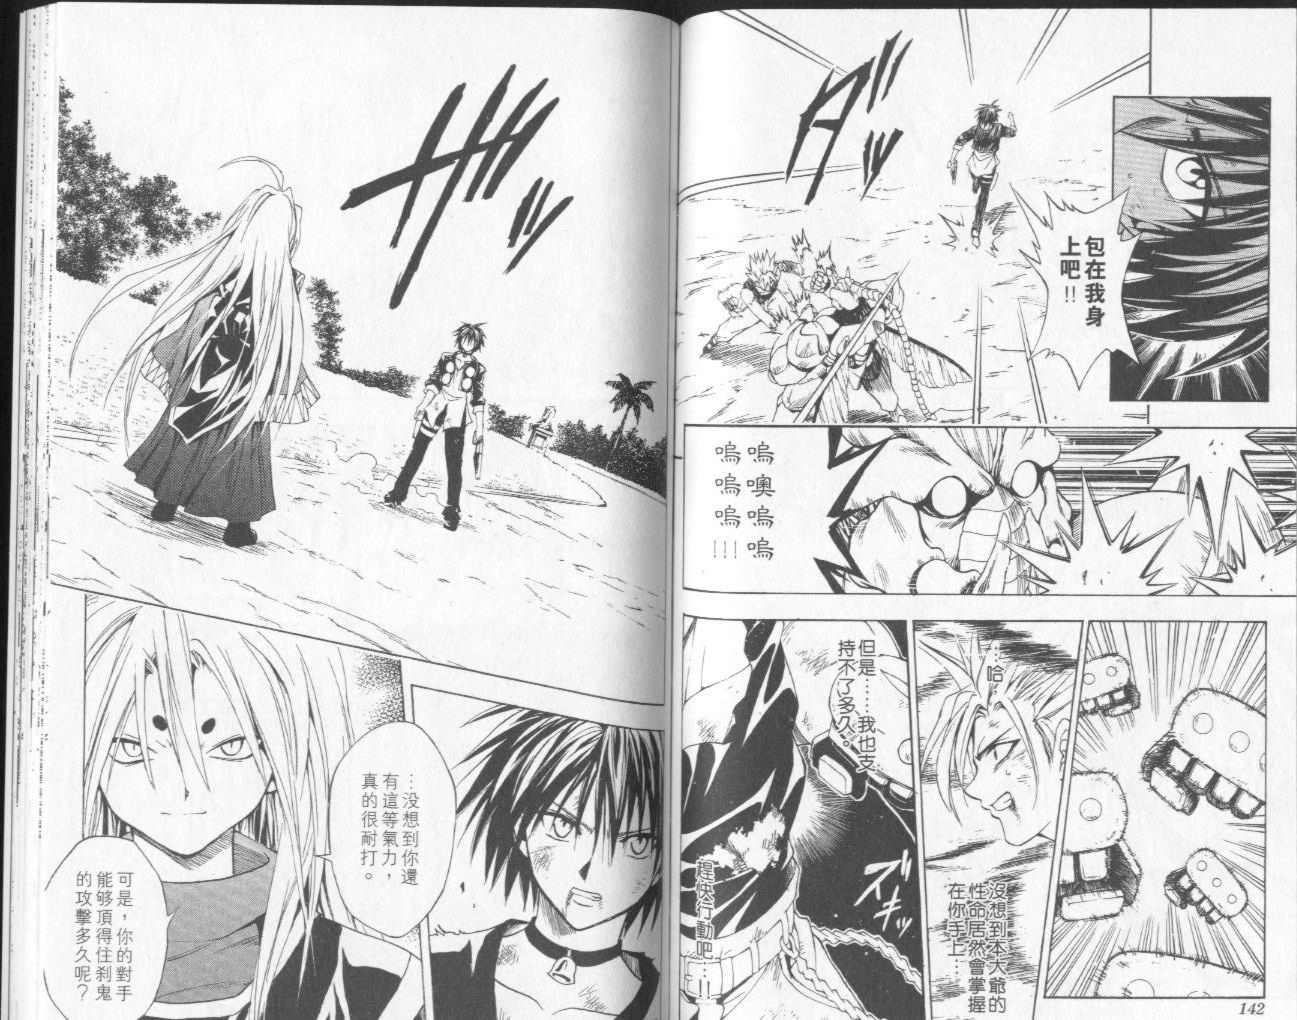 包在我身
上吧!!
嗚嗚
噢嗚
嗚嗚
嗚!!!
…哈…
沒想到本大爺的
性命居然會掌握
在你手上…
但是……我也支
持不了多久。
趕快行動吧…!!
ズキ
142
ダッ
ザッ
…没想到你還
有這等氣力，
真的很耐打。
可是，你的對手
能够頂得住刹鬼
的攻擊多久呢？